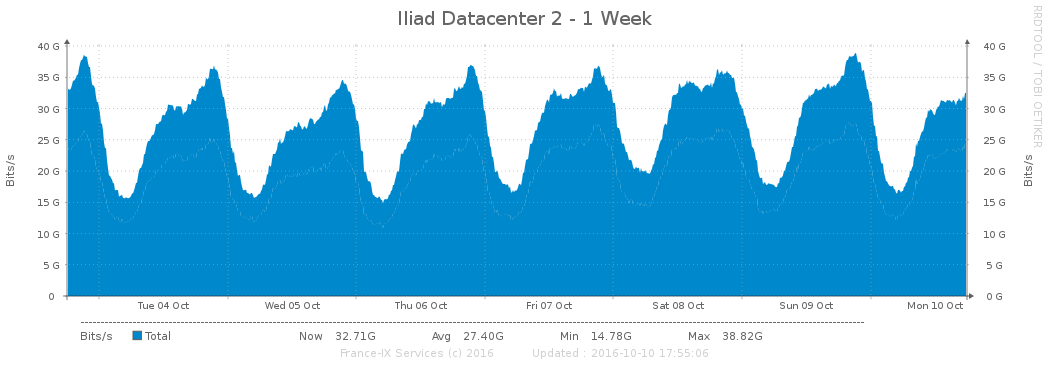 Iliad Datacenter 2 - 1 Week
RRDTOOL / TOBI OETIKER
40 G 40 G
35 G 35 G
30 G 30 G
25 G 25 G
20 G 20 G
15 G 15 G
10 G 10 G
5 G 5 G
0 0 G
Bits/s Bits/s
Tue 04 Oct Wed 05 Oct Thu 06 Oct Fri 07 Oct Sat 08 Oct Sun 09 Oct Mon 10 Oct
Bits/s Total Now 32.71G Avg 27.40G Min 14.78G Max 38.82G
France-IX Services (c) 2016 Updated : 2016-10-10 17:55:06